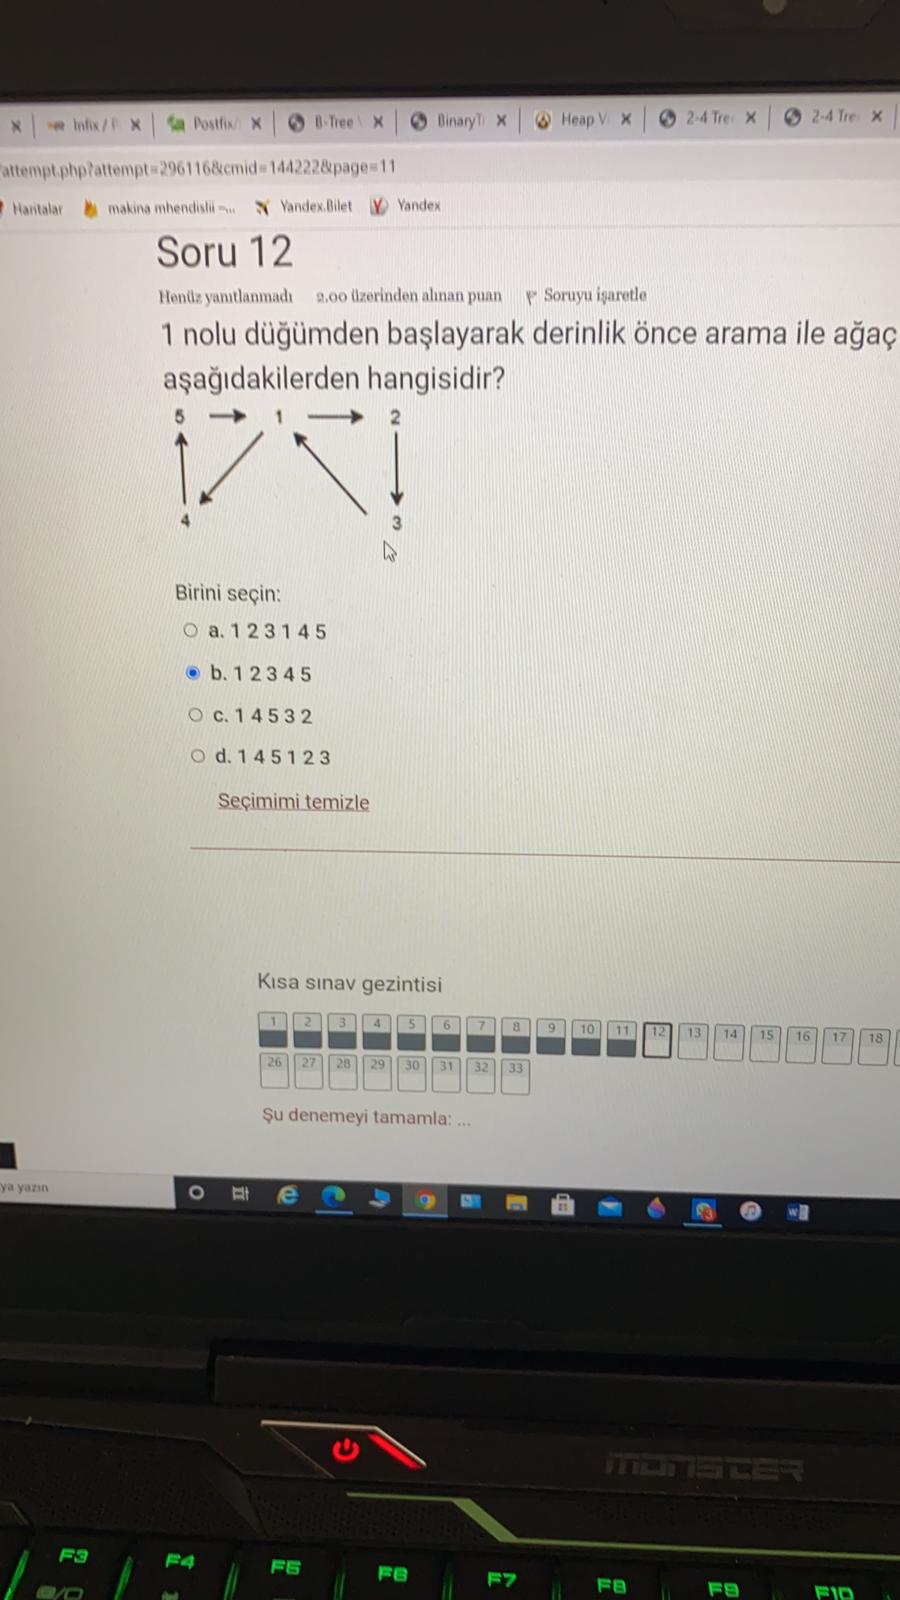 Infix / P
Postfix/
B-Tree V
BinaryT
Heap Vi
2-4 Tree
2-4 Tree
/attempt.php?attempt=296116&cmid=144222&page=11
Haritalar
makina mhendislii -...
Yandex.Bilet
Yandex
Soru 12
Henüz yanıtlanmadı 2.00 üzerinden alınan puan Soruyu işaretle
1 nolu düğümden başlayarak derinlik önce arama ile ağaç
aşağıdakilerden hangisidir?
5 1 2
4 3
Birini seçin:
a. 1 2 3 1 4 5
b. 1 2 3 4 5
c. 1 4 5 3 2
d. 1 4 5 1 2 3
Seçimimi temizle
Kısa sınav gezintisi
1 2 3 4 5 6 7 8 9 10 11 12 13 14 15 16 17 18
26 27 28 29 30 31 32 33
Şu denemeyi tamamla: ...
ya yazın
MONSTER
F3 F4 F5 F6 F7 F8 F9 F10